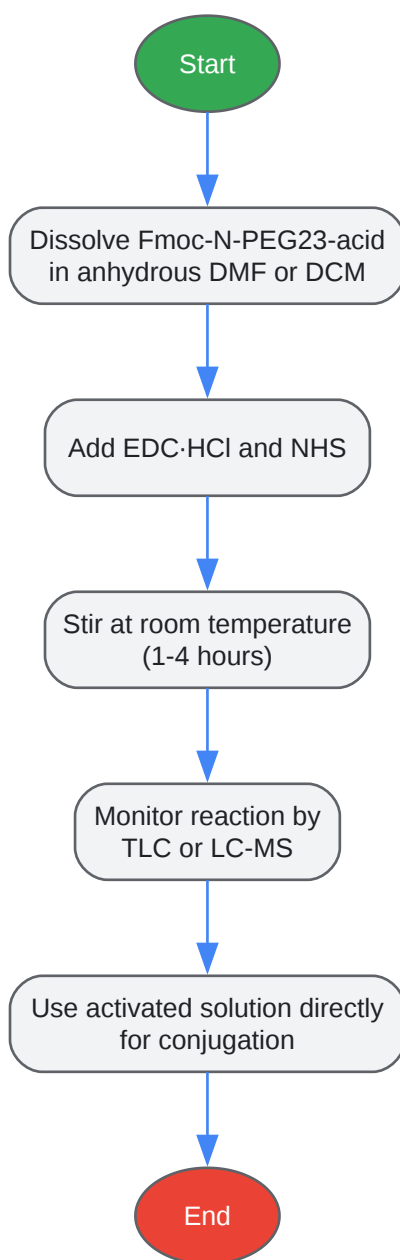 Start
Dissolve Fmoc-N-PEG23-acid
in anhydrous DMF or DCM
Add EDC·HCl and NHS
Stir at room temperature
(1-4 hours)
Monitor reaction by
TLC or LC-MS
Use activated solution directly
for conjugation
End